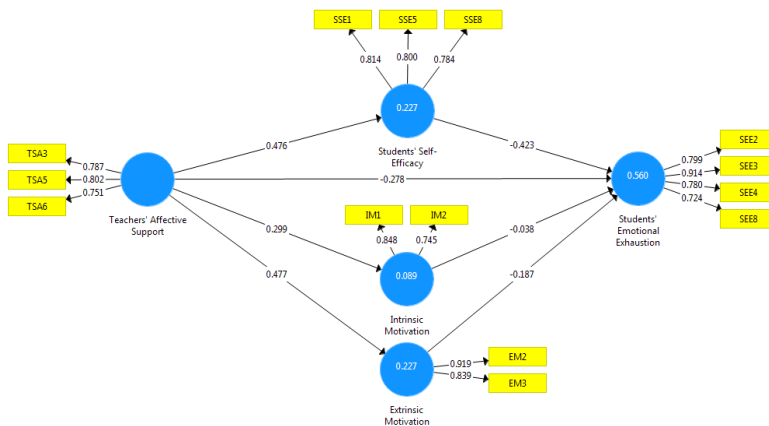 SSE1
SSE5
SSE8
0.814
0.800
0.784
0.227
Students' Self-
Efficacy
TSA3
TSA5
TSA6
0.787
0.802
0.751
Teachers' Affective
Support
0.476
-0.278
0.299
0.477
-0.423
-0.038
-0.187
0.560
Students'
Emotional
Exhaustion
0.799
0.914
0.780
0.724
SEE2
SEE3
SEE4
SEE8
IM1
IM2
0.848
0.745
0.089
Intrinsic
Motivation
0.227
Extrinsic
Motivation
0.919
0.839
EM2
EM3